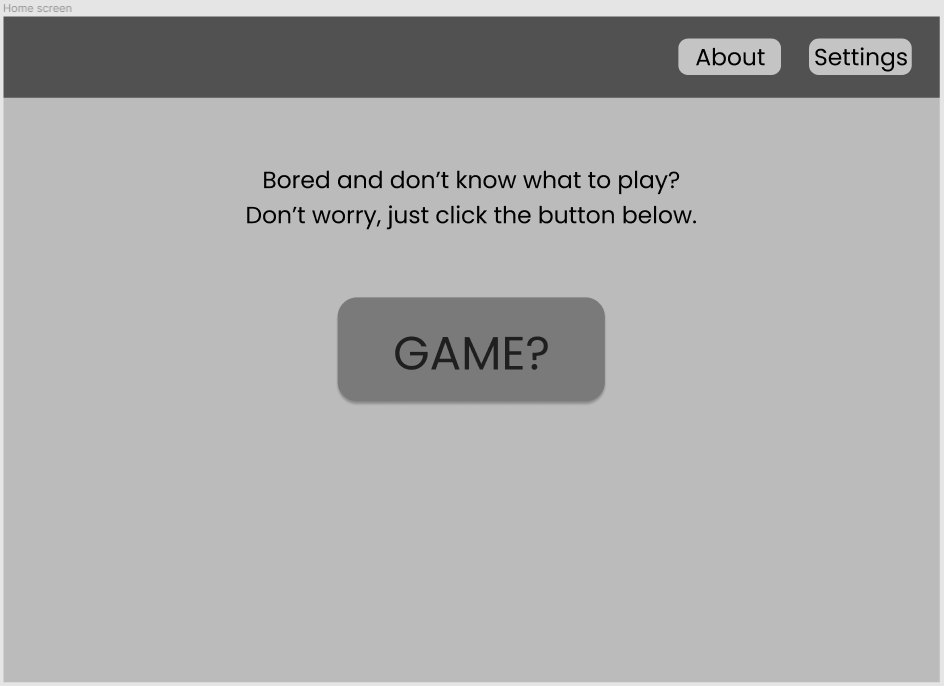 Home screen
About
Settings
Bored and don’t know what to play?
Don’t worry, just click the button below.
GAME?